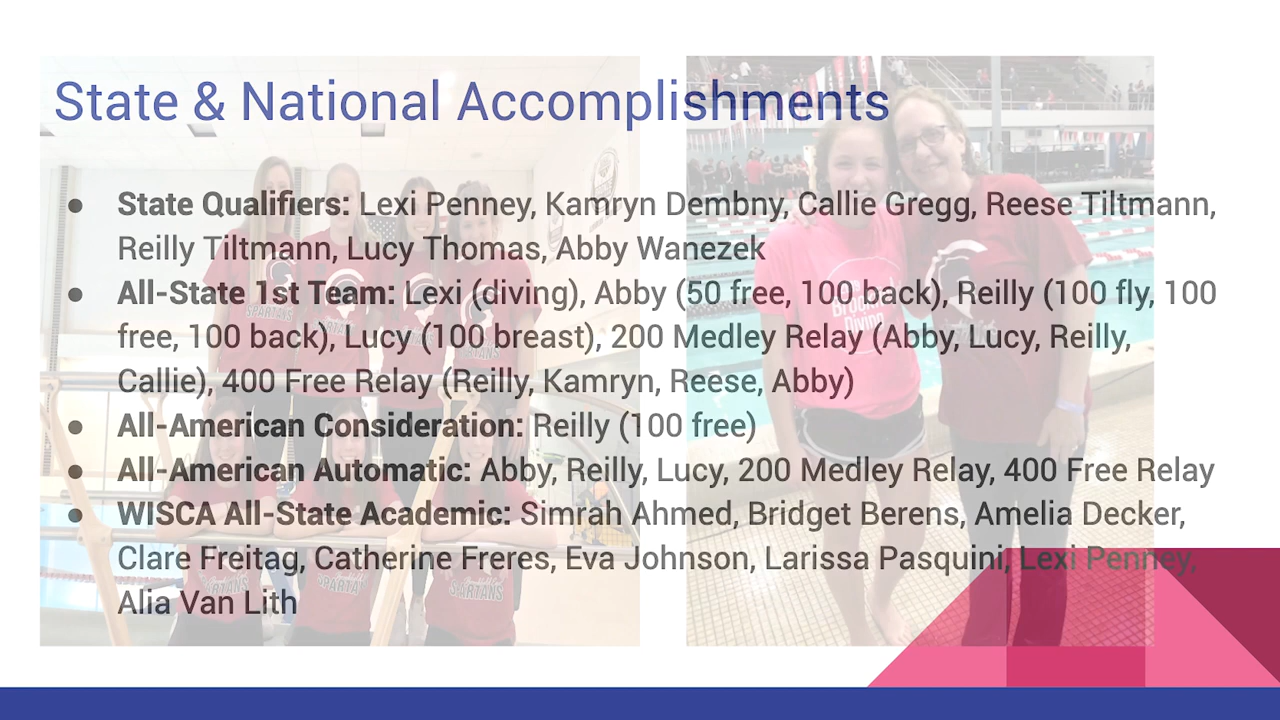 State & National Accomplishments
● State Qualifiers: Lexi Penney, Kamryn Dembny, Callie Gregg, Reese Tiltmann,
Reilly Tiltmann, Lucy Thomas, Abby Wanezek
● All-State 1st Team: Lexi (diving), Abby (50 free, 100 back), Reilly (100 fly, 100
free, 100 back), Lucy (100 breast), 200 Medley Relay (Abby, Lucy, Reilly,
Callie), 400 Free Relay (Reilly, Kamryn, Reese, Abby)
● All-American Consideration: Reilly (100 free)
● All-American Automatic: Abby, Reilly, Lucy, 200 Medley Relay, 400 Free Relay
● WISCA All-State Academic: Simrah Ahmed, Bridget Berens, Amelia Decker,
Clare Freitag, Catherine Freres, Eva Johnson, Larissa Pasquini, Lexi Penney,
Alia Van Lith
SPARTANS
Diving
SPARTANS